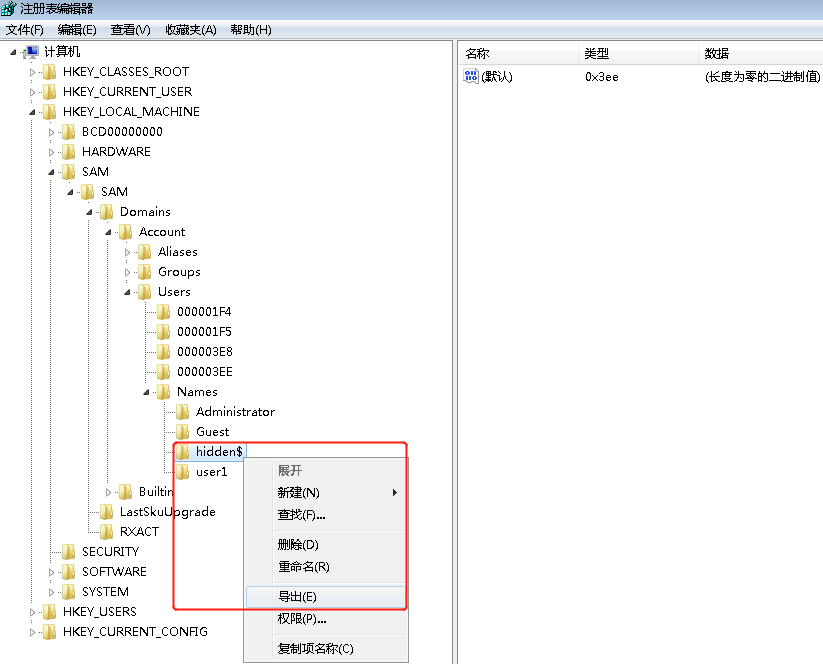 注册表编辑器
文件(F) 编辑(E) 查看(V) 收藏夹(A) 帮助(H)
计算机
HKEY_CLASSES_ROOT
HKEY_CURRENT_USER
HKEY_LOCAL_MACHINE
BCD00000000
HARDWARE
SAM
SAM
Domains
Account
Aliases
Groups
Users
000001F4
000001F5
000003E8
000003EE
Names
Administrator
Guest
hidden$
user1
Builtin
LastSkuUpgrade
RXACT
SECURITY
SOFTWARE
SYSTEM
HKEY_USERS
HKEY_CURRENT_CONFIG
展开
新建(N)
查找(F)...
删除(D)
重命名(R)
导出(E)
权限(P)...
复制项名称(C)
名称 类型 数据
(默认) 0x3ee (长度为零的二进制值)